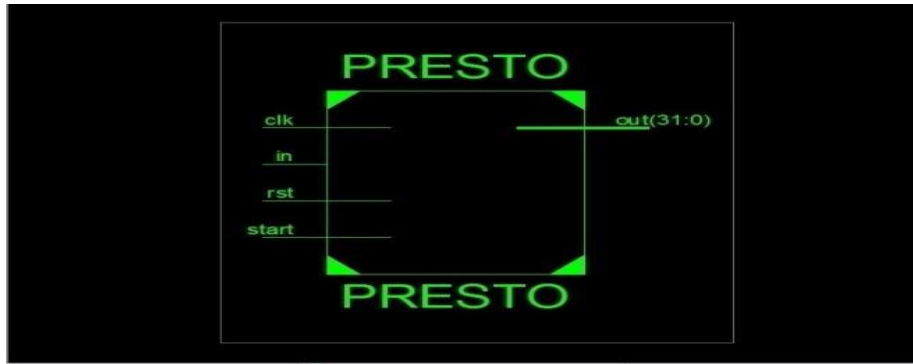 PRESTO
clk
out(31:0)
in
rst
start
PRESTO